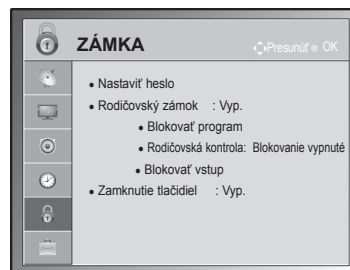 ZÁMKA
Presunúť OK
• Nastaviť heslo
• Rodičovský zámok : Vyp.
• Blokovať program
• Rodičovská kontrola: Blokovanie vypnuté
• Blokovať vstup
• Zamknutie tlačidiel : Vyp.